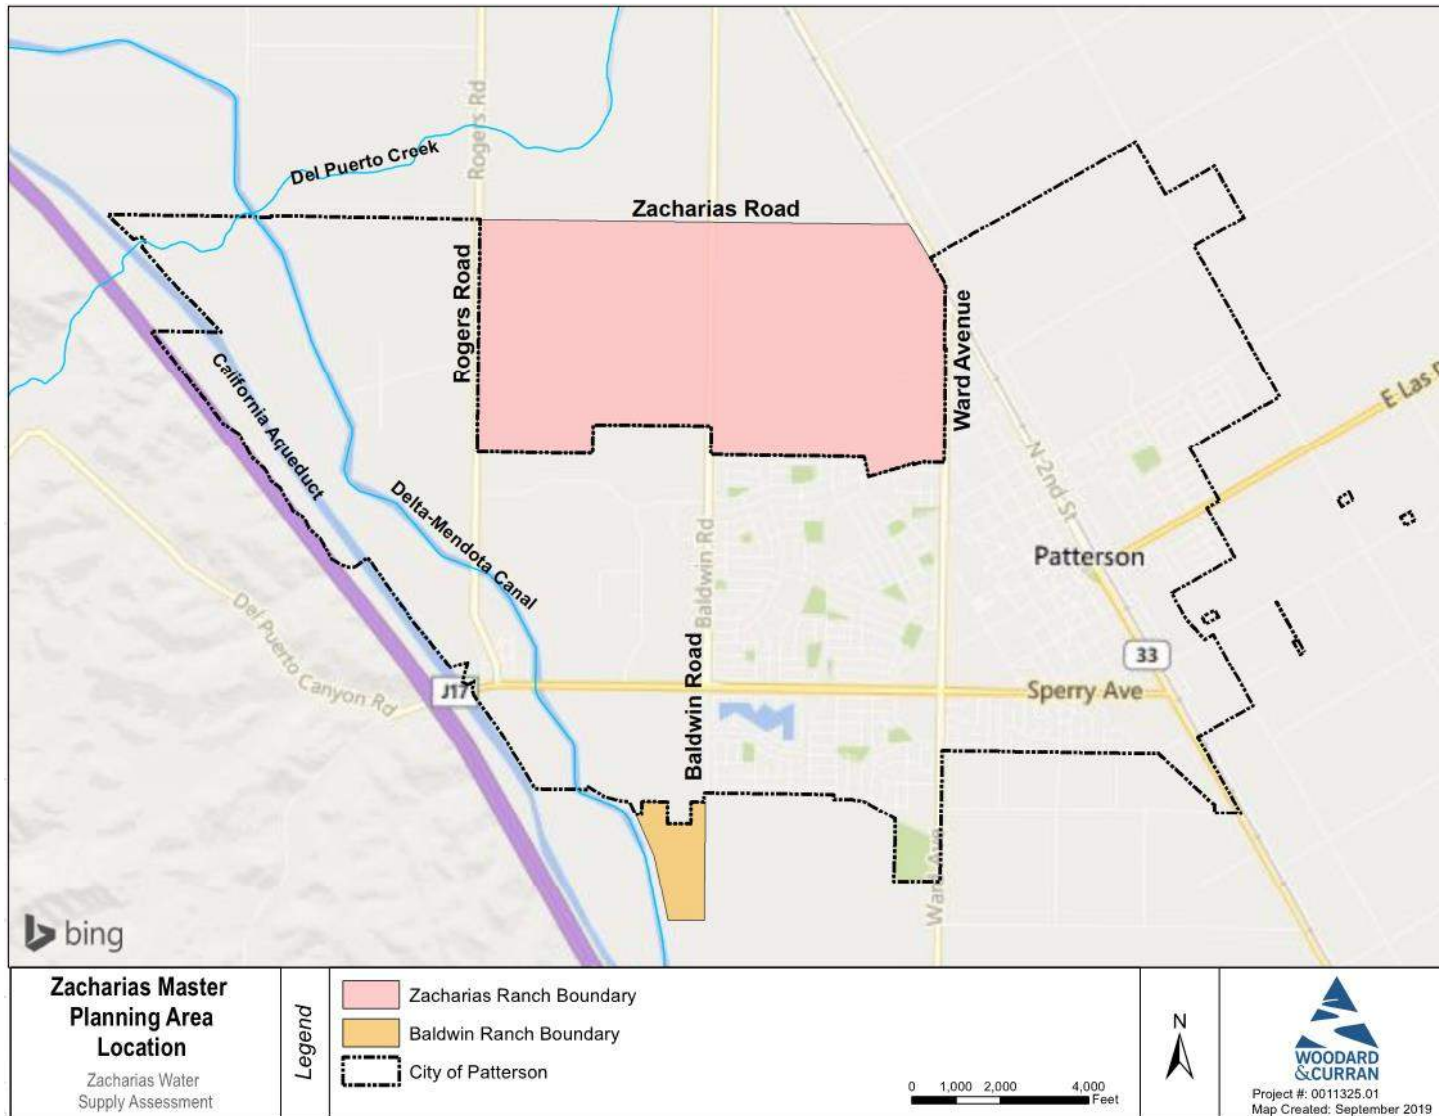 Rogers Rd
Del Puerto Creek
Zacharias Road
Rogers Road
Ward Avenue
California Aqueduct
E Las
N 2nd St
Delta-Mendota Canal
Patterson
Baldwin Rd
Del Puerto Canyon Rd
33
J17
Sperry Ave
Baldwin Road
Ward Ave
bing
Zacharias Master
Planning Area
Location
Zacharias Water
Supply Assessment
Legend
Zacharias Ranch Boundary
Baldwin Ranch Boundary
City of Patterson
0 1,000 2,000 4,000
Feet
N
WOODARD
&CURRAN
Project #: 0011325.01
Map Created: September 2019